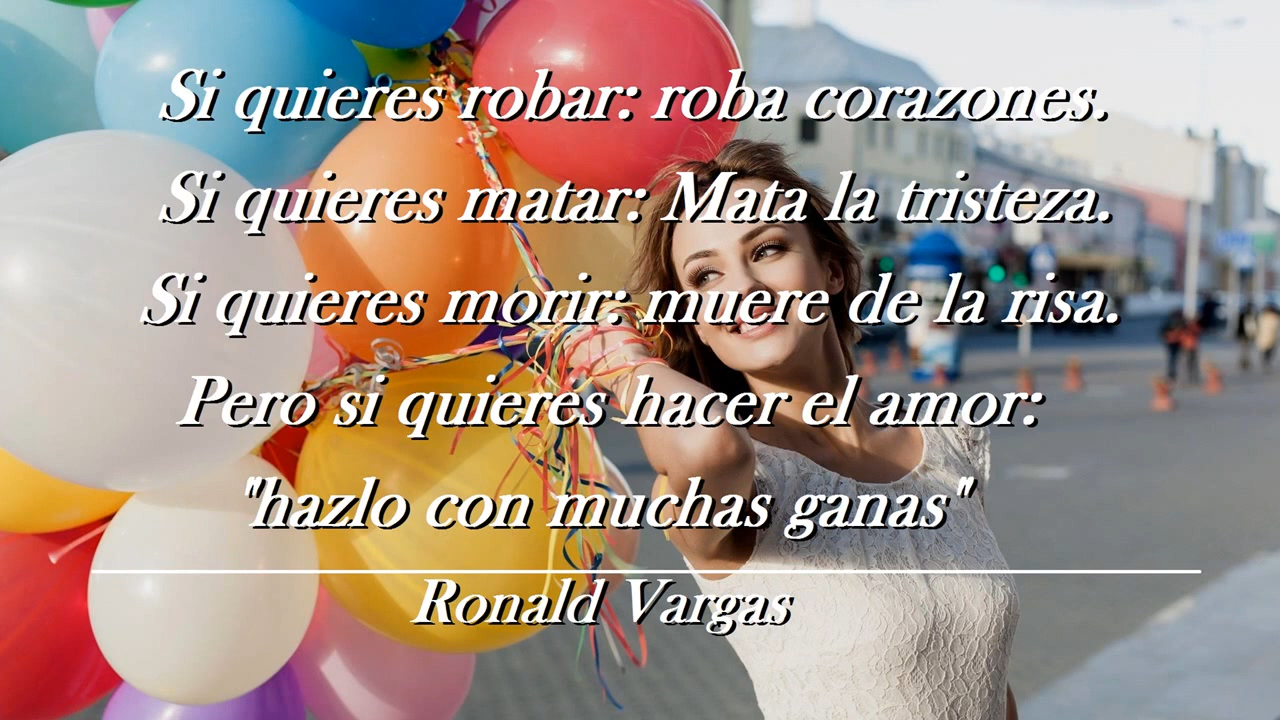 Si quieres robar: roba corazones.
Si quieres matar: Mata la tristeza.
Si quieres morir: muere de la risa.
Pero si quieres hacer el amor:
"hazlo con muchas ganas"
Ronald Vargas